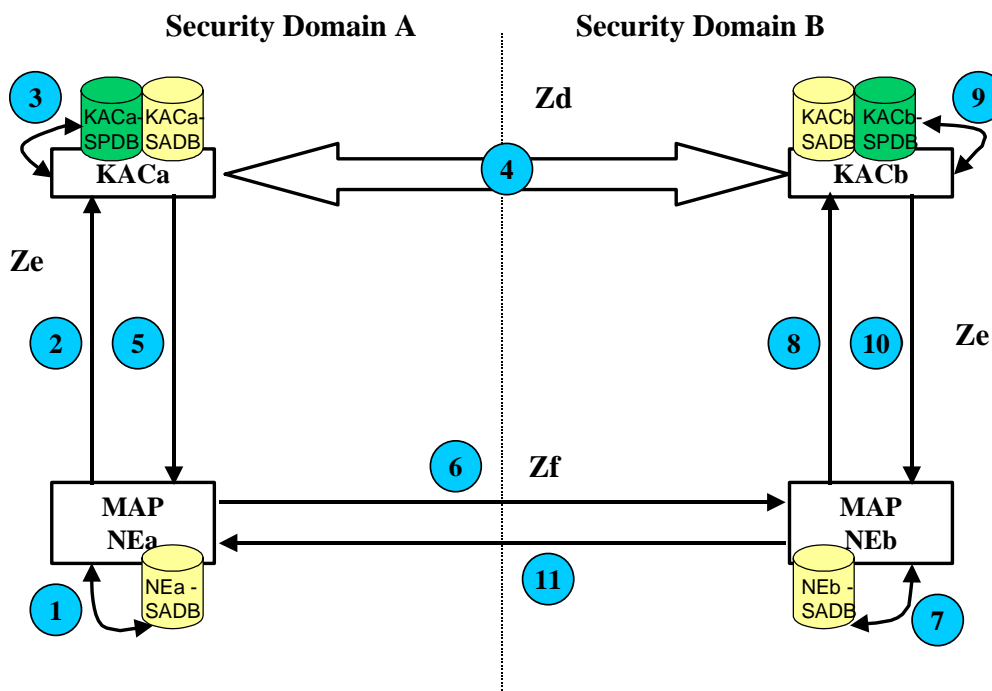 Security Domain A
Security Domain B
3
KACa-
SPDB
KACa-
SADB
Zd
KACb
SADB
KACb-
SPDB
9
KACa
4
KACb
Ze
2
5
8
10
Ze
6
Zf
MAP
NEa
MAP
NEb
11
1
NEa -
SADB
NEb -
SADB
7